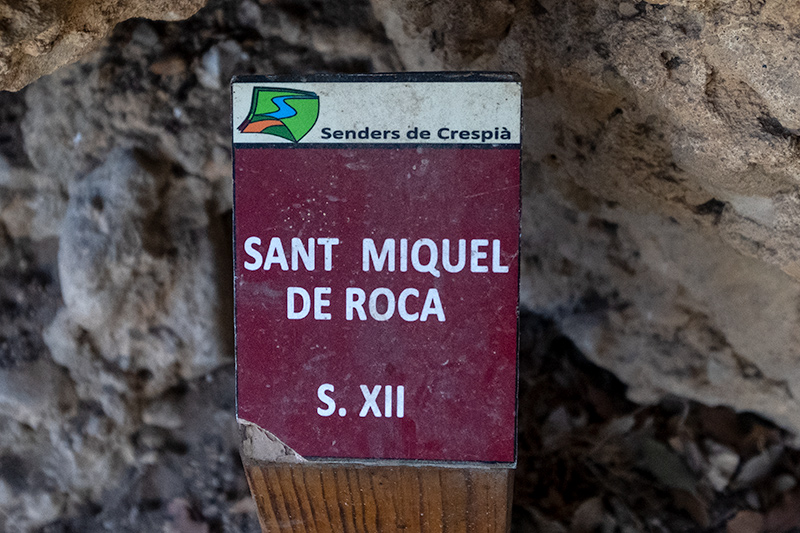 Senders de Crespià
SANT MIQUEL
DE ROCA
S. XII